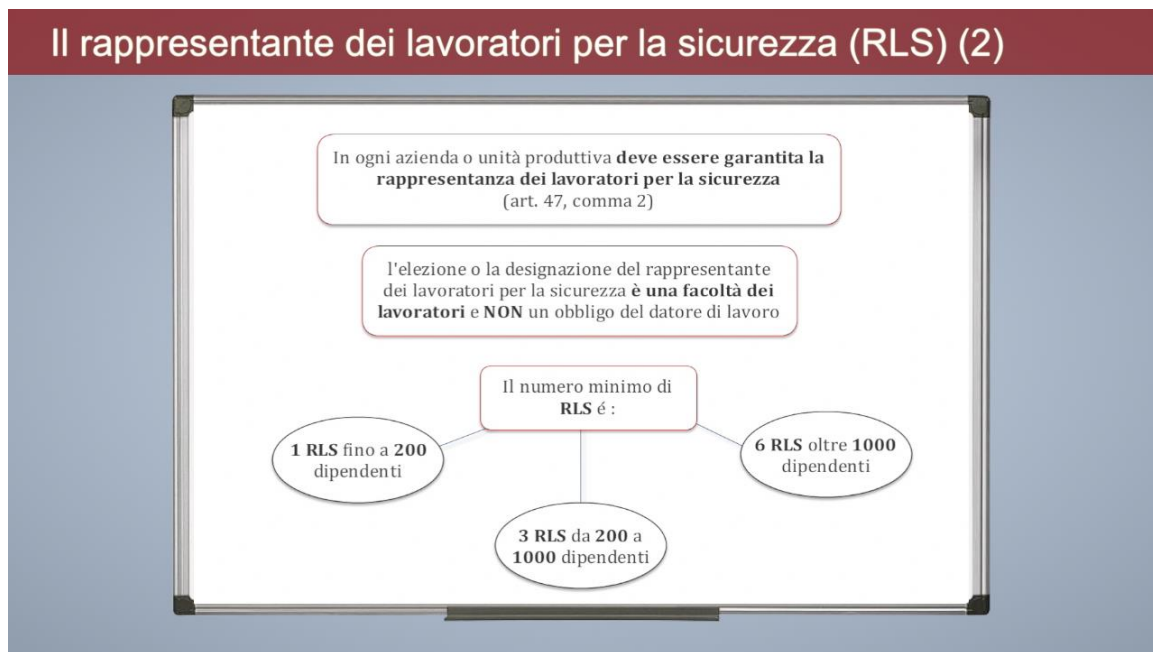 Il rappresentante dei lavoratori per la sicurezza (RLS) (2)
In ogni azienda o unità produttiva deve essere garantita la
rappresentanza dei lavoratori per la sicurezza
(art. 47, comma 2)
l'elezione o la designazione del rappresentante
dei lavoratori per la sicurezza è una facoltà dei
lavoratori e NON un obbligo del datore di lavoro
Il numero minimo di
RLS é :
1 RLS fino a 200
dipendenti
3 RLS da 200 a
1000 dipendenti
6 RLS oltre 1000
dipendenti